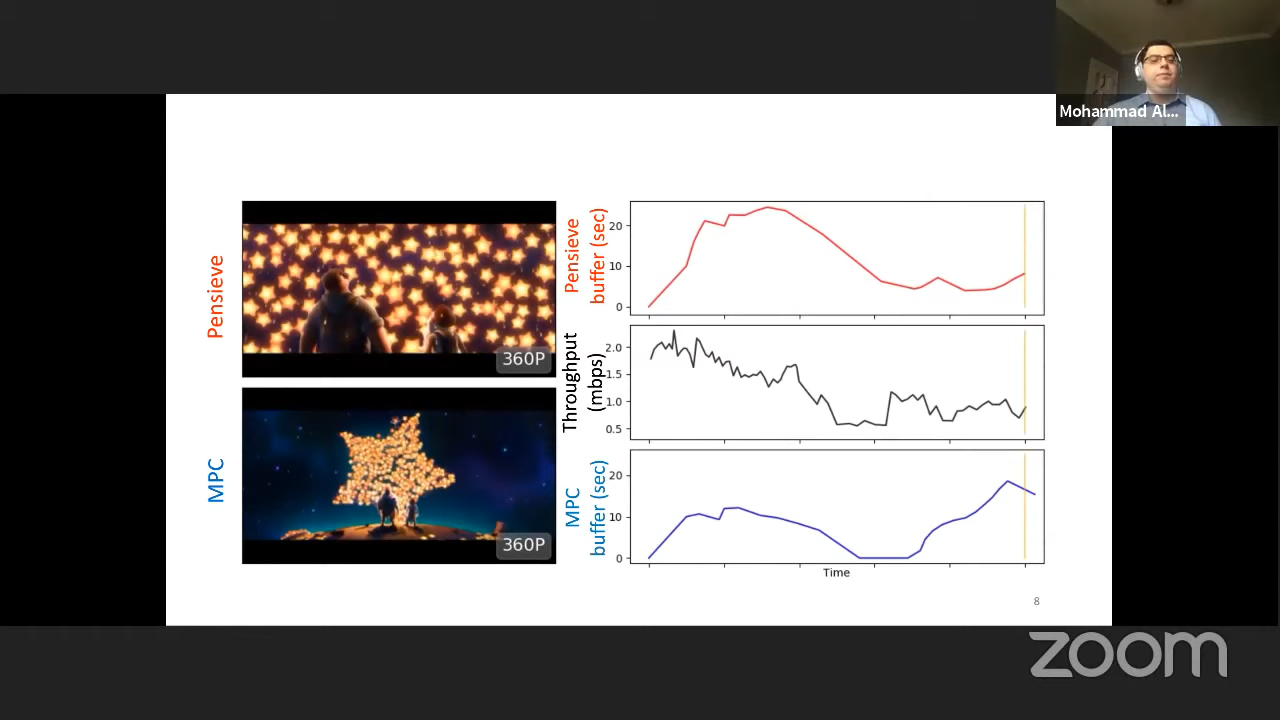 Mohammad Al...
Pensieve
360P
MPC
360P
Pensieve
buffer (sec)
20
10
0
Throughput
(mbps)
2.0
1.5
1.0
0.5
MPC
buffer (sec)
20
10
0
Time
8
zoom